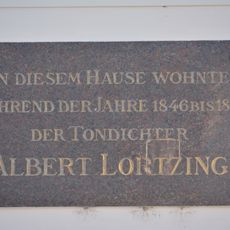 N DIESEM HAUSE WOHNTE
HREND DER JAHRE 1846 BIS 18
DER TONDICHTER
ALBERT LORTZING